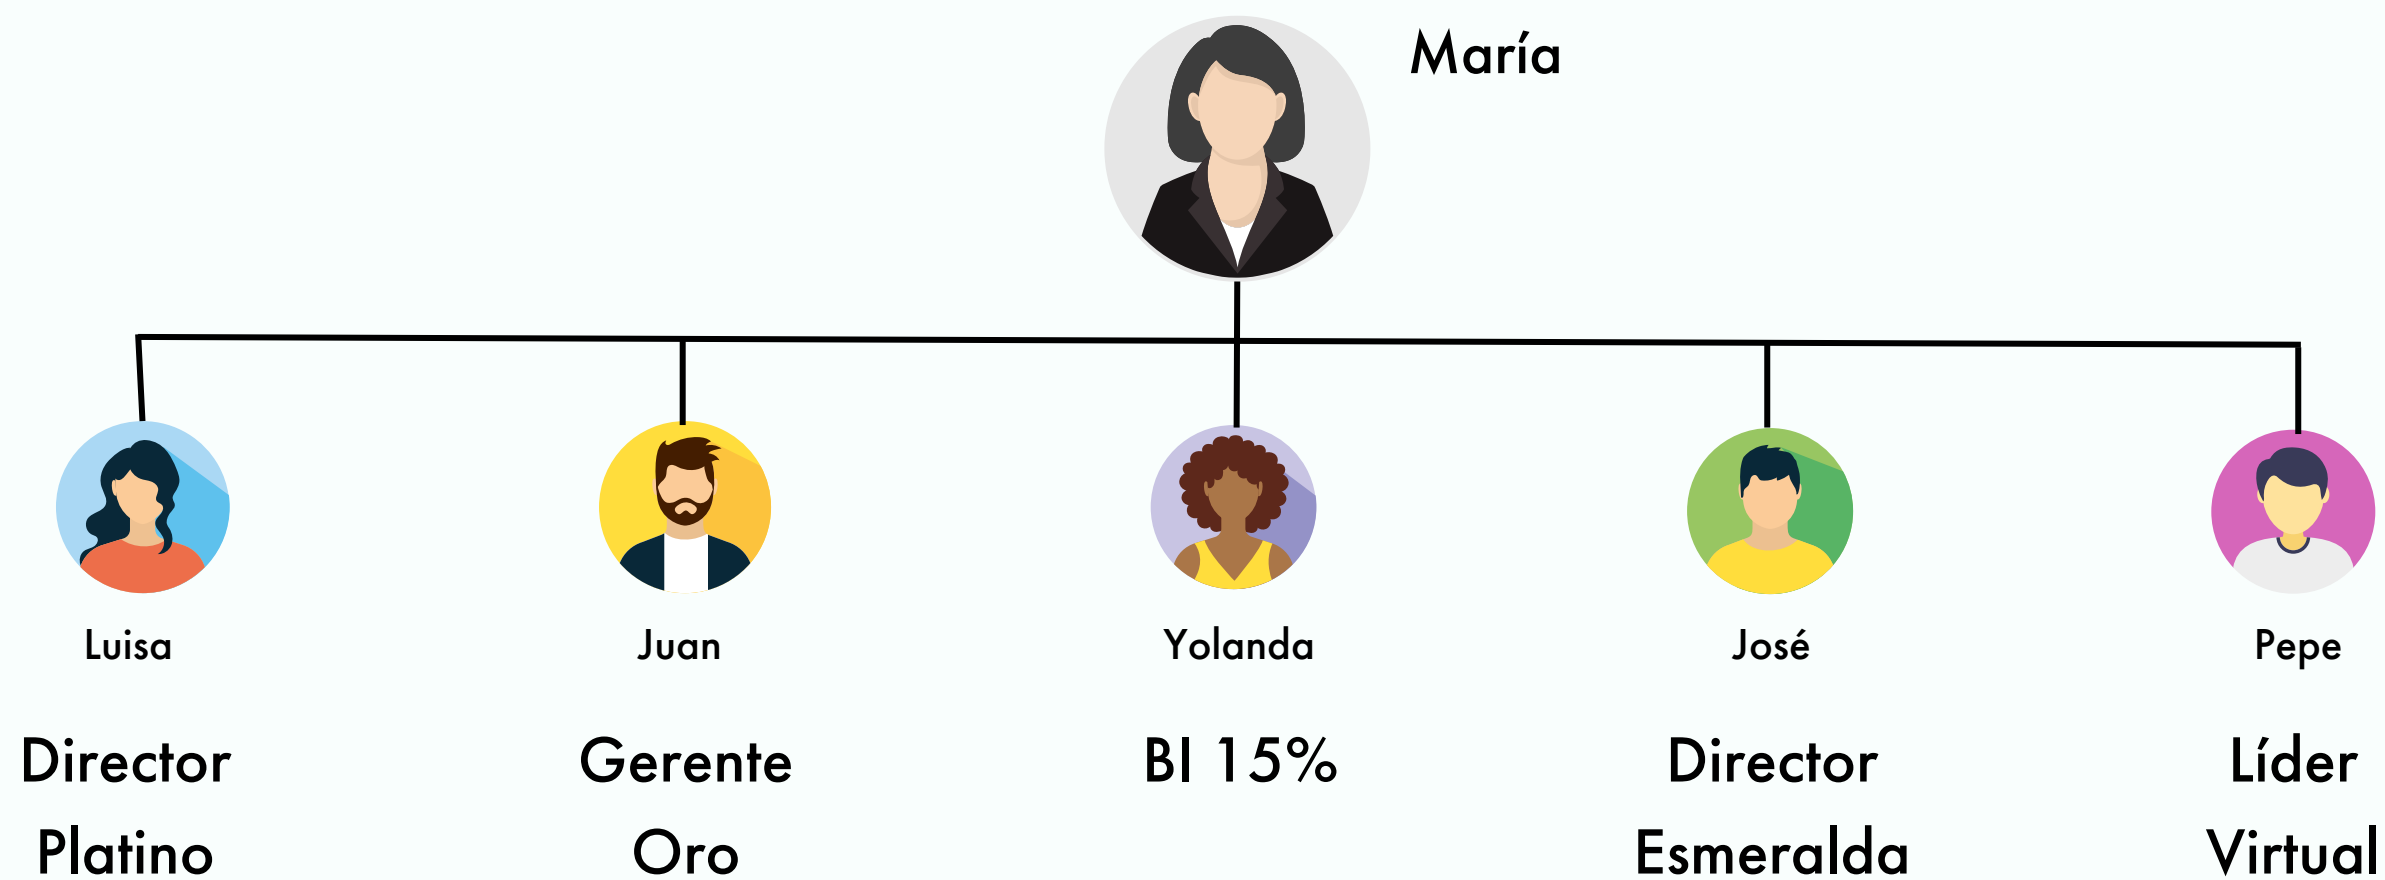 María
Luisa
Juan
Yolanda
José
Pepe
Director
Platino
Gerente
Oro
BI 15%
Director
Esmeralda
Líder
Virtual